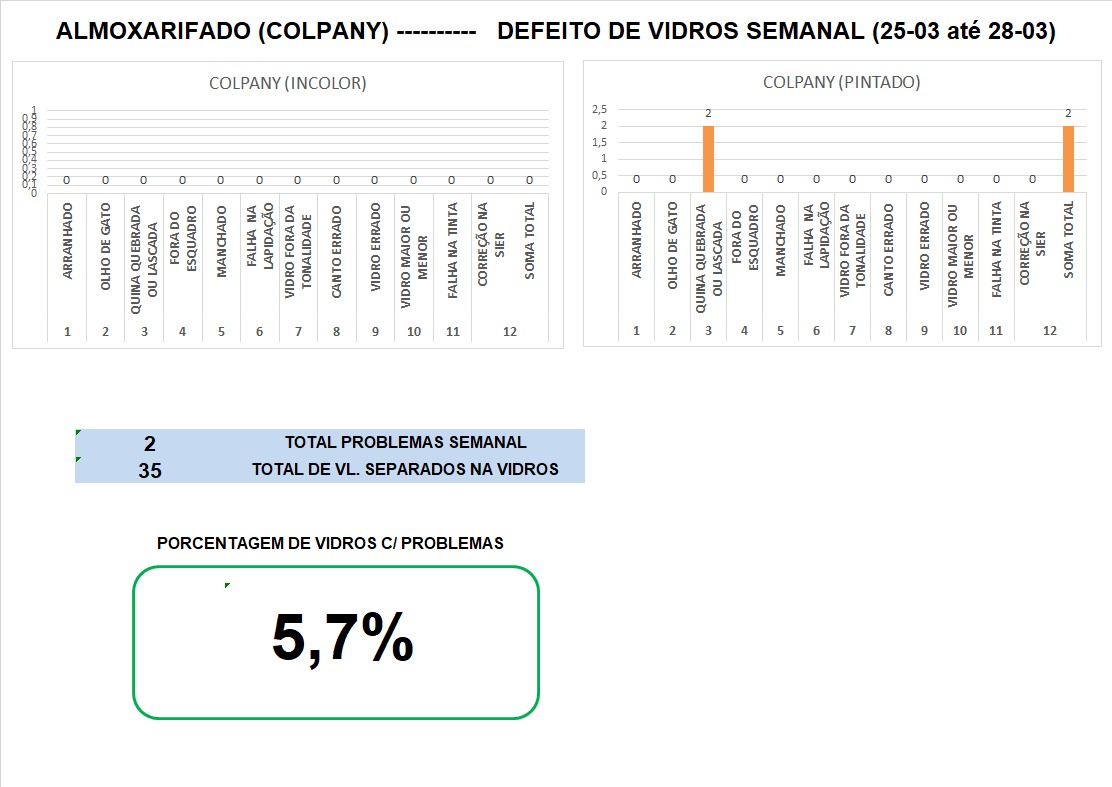 ALMOXARIFADO (COLPANY) ---------- DEFEITO DE VIDROS SEMANAL (25-03 até 28-03)
COLPANY (INCOLOR)
1
0,9
0,8
0,7
0,6
0,5
0,4
0,3
0,2
0,1
0
0 0 0 0 0 0 0 0 0 0 0 0 0
ARRANHADO
OLHO DE GATO
QUINA QUEBRADA
OU LASCADA
FORA DO
ESQUADRO
MANCHADO
FALHA NA
LAPIDAÇÃO
VIDRO FORA DA
TONALIDADE
CANTO ERRADO
VIDRO ERRADO
VIDRO MAIOR OU
MENOR
FALHA NA TINTA
CORREÇÃO NA
SIER
SOMA TOTAL
1 2 3 4 5 6 7 8 9 10 11 12
COLPANY (PINTADO)
2,5
2
1,5
1
0,5
0
0 0 2 0 0 0 0 0 0 0 0 0 2
ARRANHADO
OLHO DE GATO
QUINA QUEBRADA
OU LASCADA
FORA DO
ESQUADRO
MANCHADO
FALHA NA
LAPIDAÇÃO
VIDRO FORA DA
TONALIDADE
CANTO ERRADO
VIDRO ERRADO
VIDRO MAIOR OU
MENOR
FALHA NA TINTA
CORREÇÃO NA
SIER
SOMA TOTAL
1 2 3 4 5 6 7 8 9 10 11 12
2 TOTAL PROBLEMAS SEMANAL
35 TOTAL DE VL. SEPARADOS NA VIDROS
PORCENTAGEM DE VIDROS C/ PROBLEMAS
5,7%